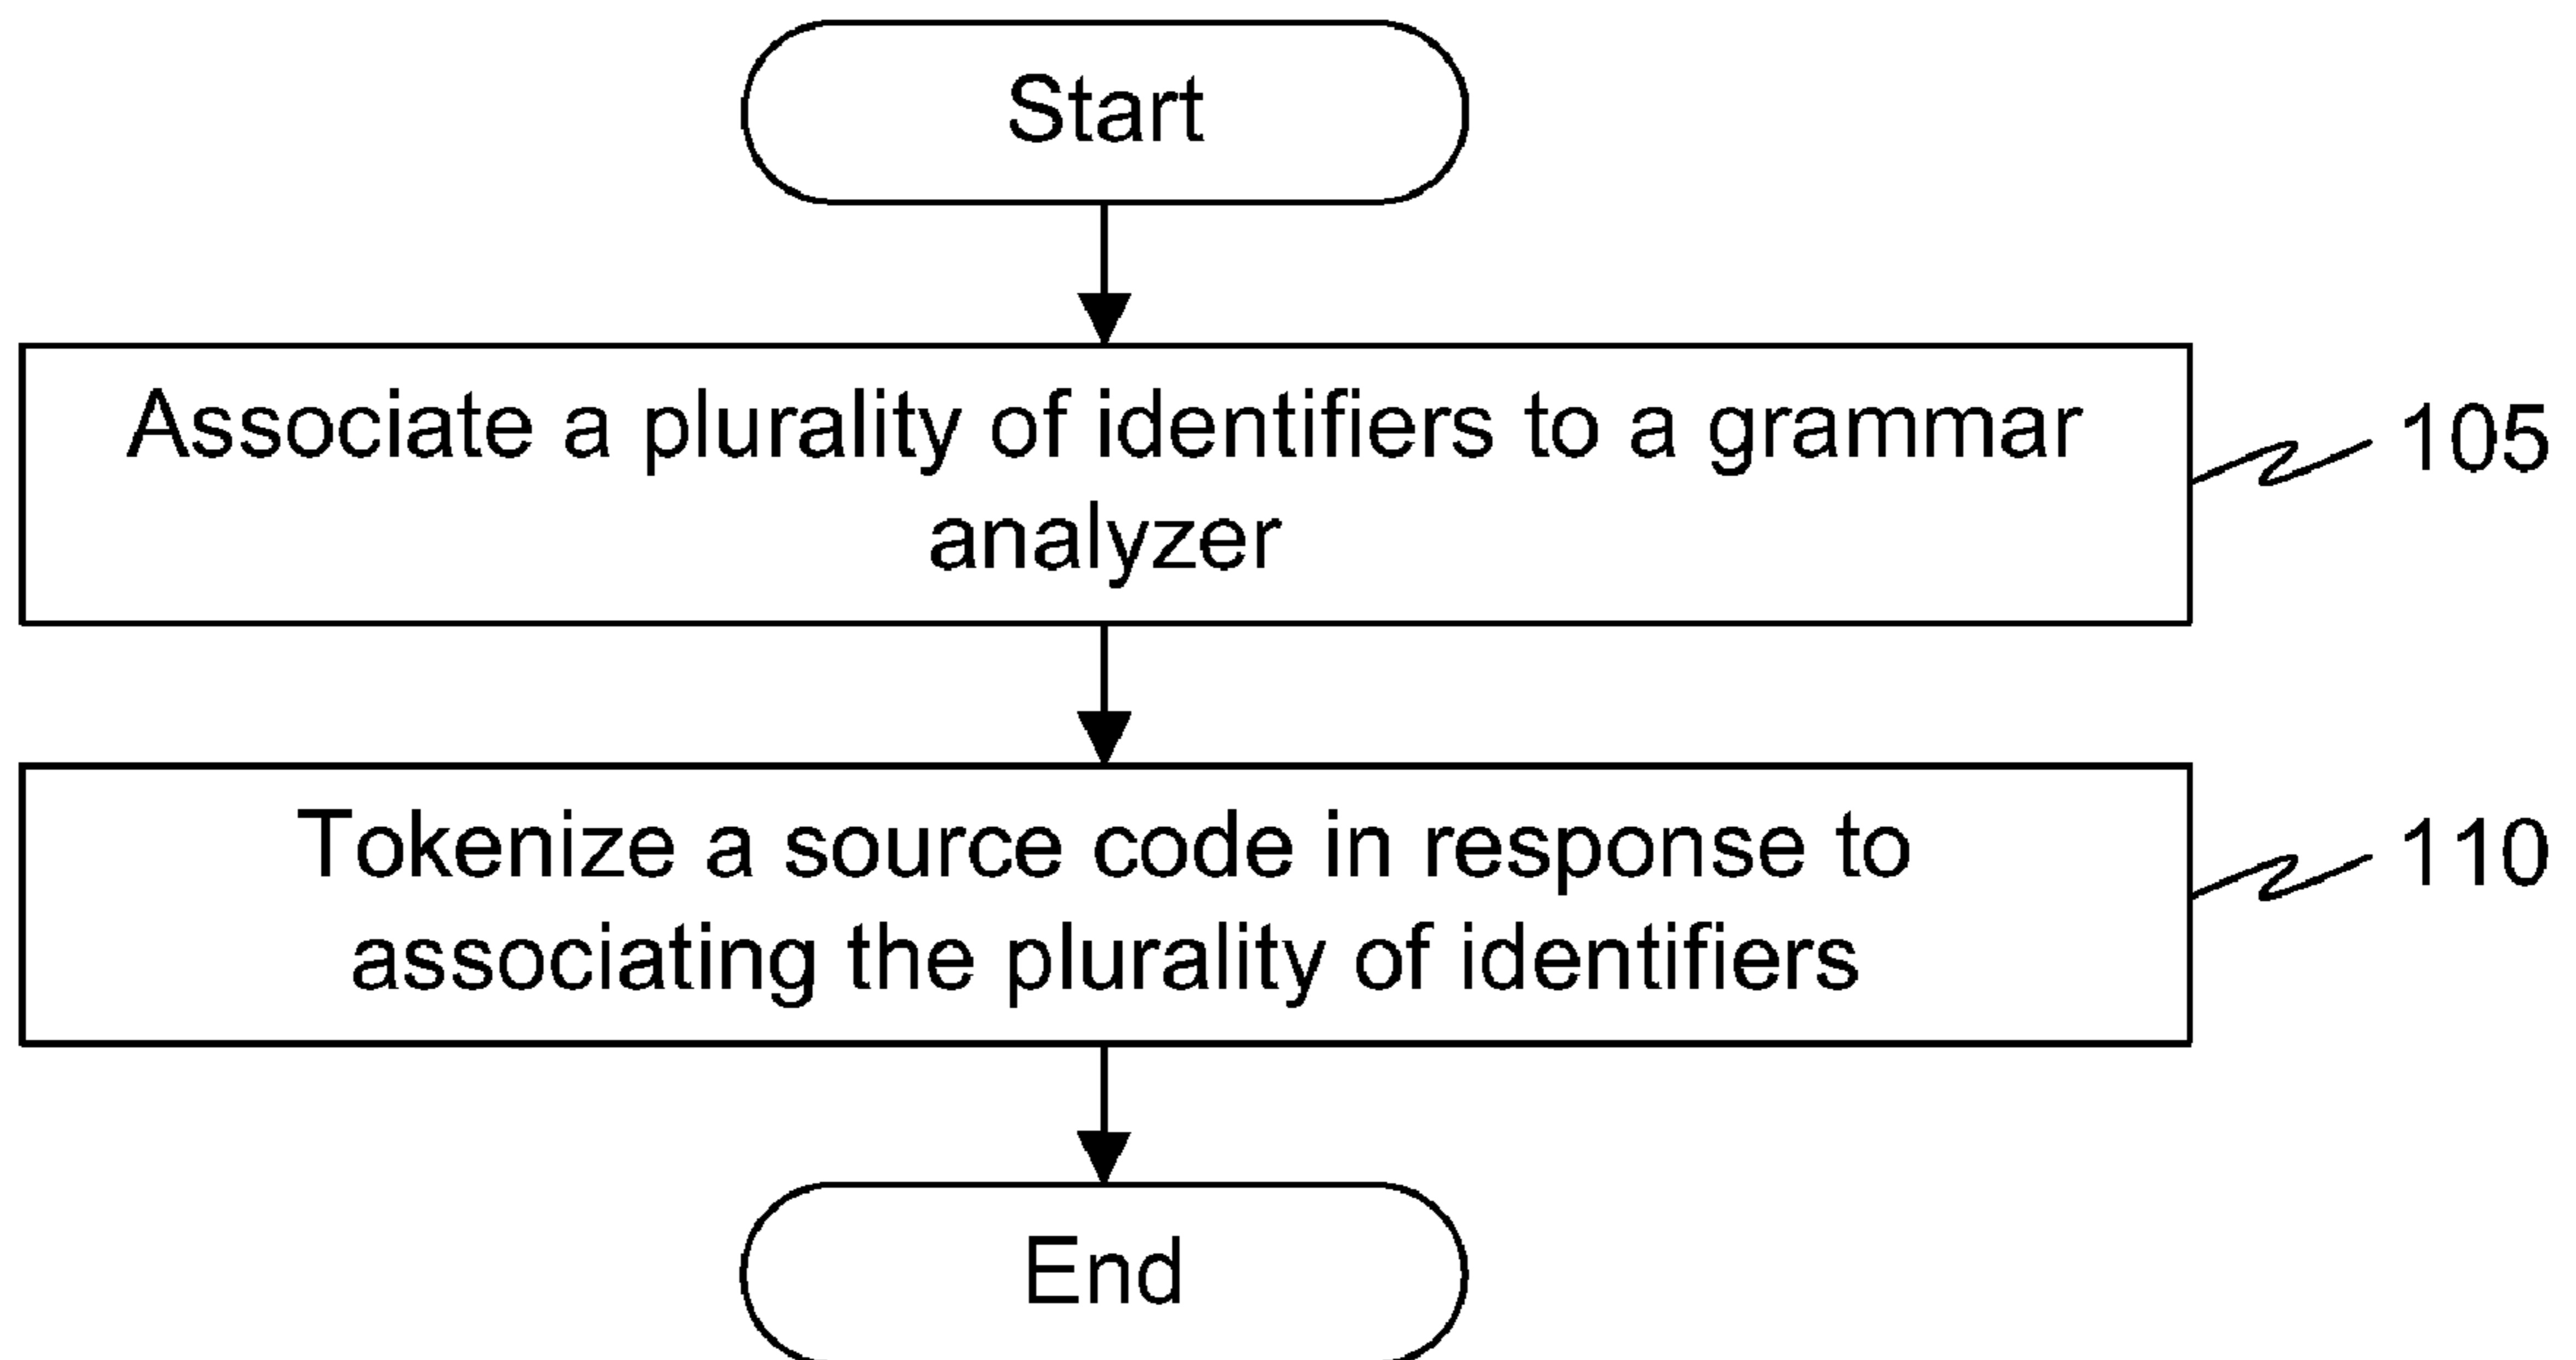 Start
Associate a plurality of identifiers to a grammar
analyzer
105
Tokenize a source code in response to
associating the plurality of identifiers
110
End